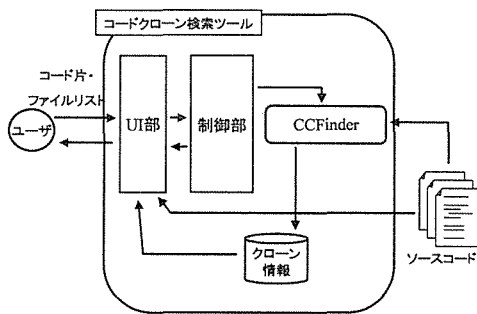 コードクローン検索ツール
コード片・
ファイルリスト
ユーザ
UI部
制御部
CCFinder
クローン
情報
ソースコード